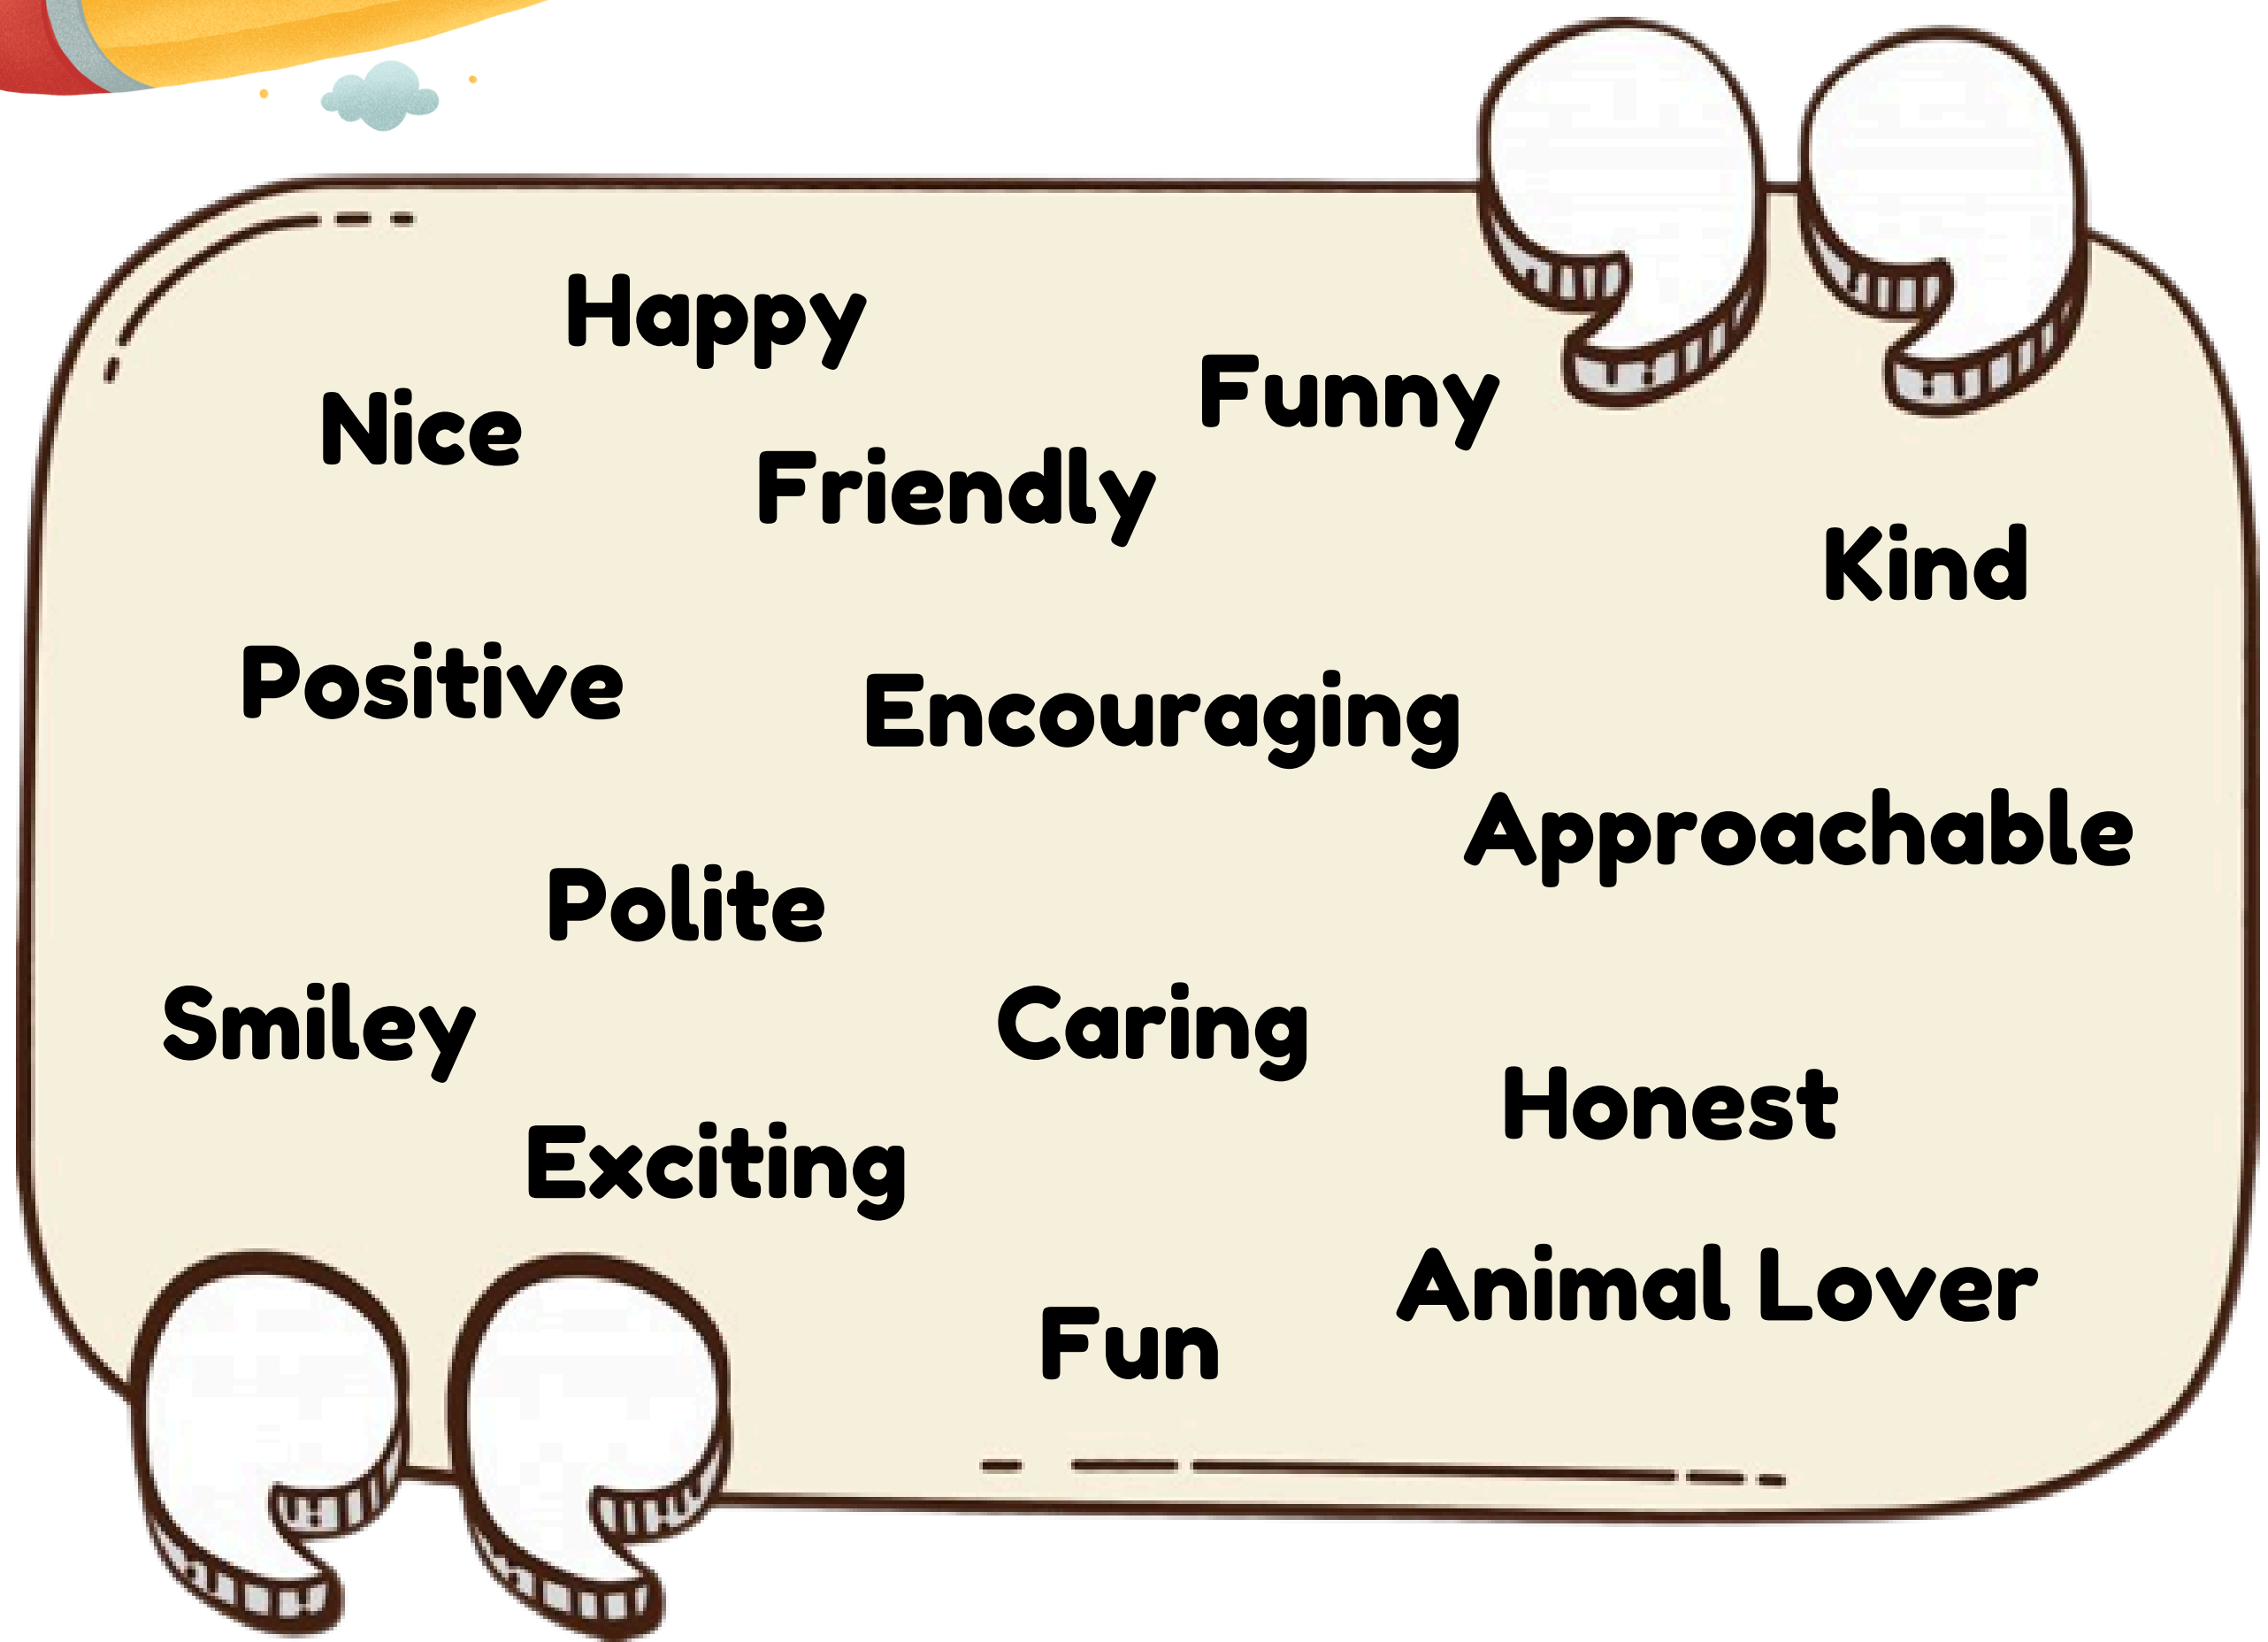 Happy
Funny
Nice
Friendly
Kind
Positive
Encouraging
Approachable
Polite
Smiley
Caring
Honest
Exciting
Animal Lover
Fun